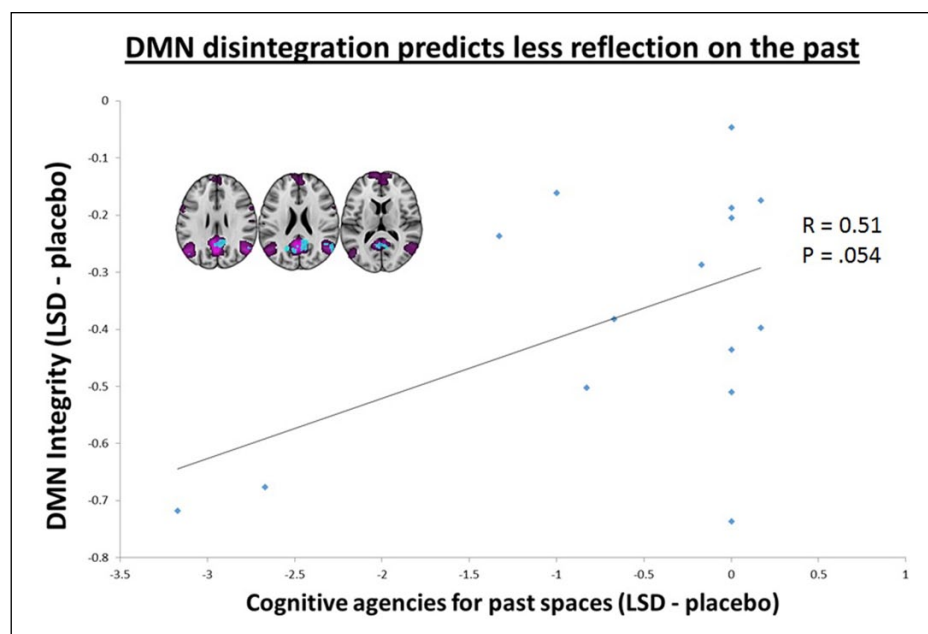 DMN disintegration predicts less reflection on the past
0
-0.1
-0.2
-0.3
-0.4
-0.5
-0.6
-0.7
-0.8
DMN Integrity (LSD - placebo)
R = 0.51
P = .054
-3.5 -3 -2.5 -2 -1.5 -1 -0.5 0 0.5 1
Cognitive agencies for past spaces (LSD - placebo)